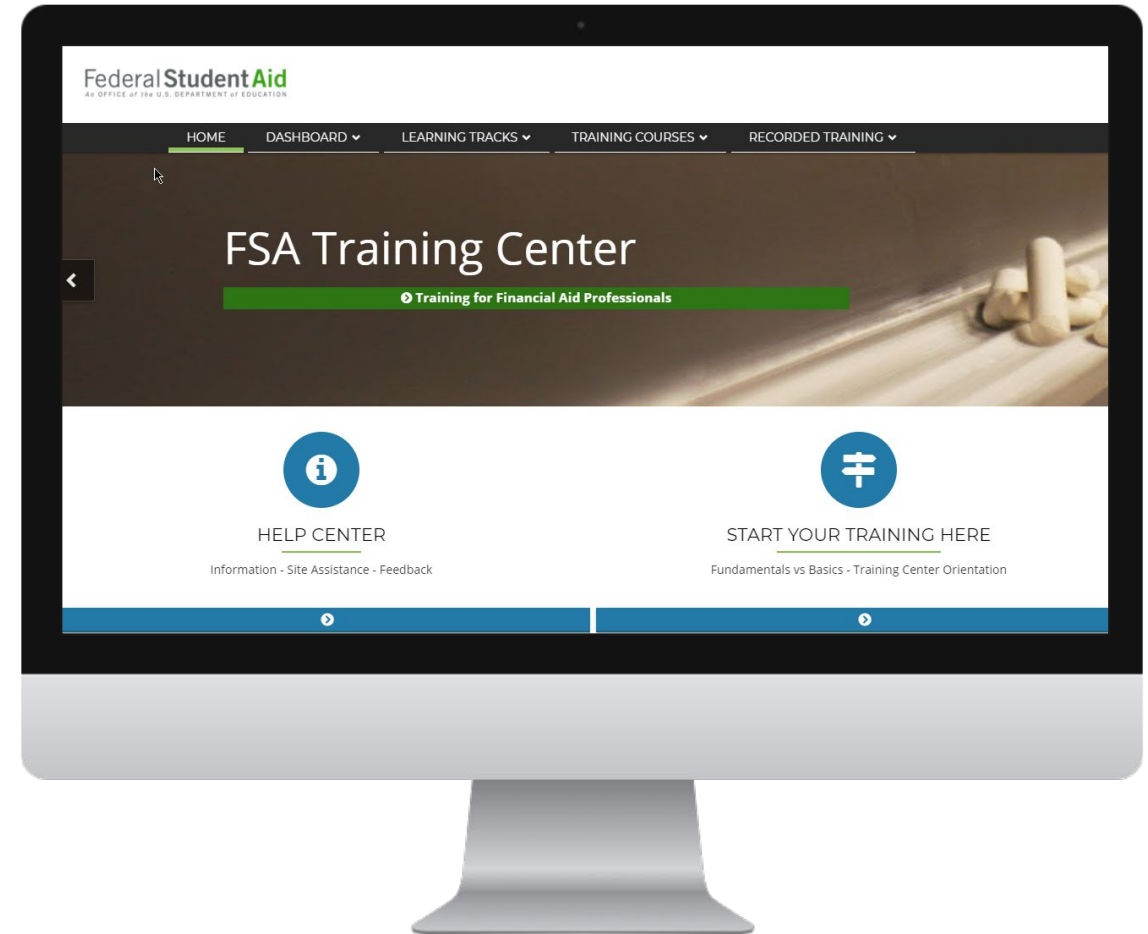 Federal Student Aid
An OFFICE of the U.S. DEPARTMENT of EDUCATION
HOME DASHBOARD LEARNING TRACKS TRAINING COURSES RECORDED TRAINING
FSA Training Center
Training for Financial Aid Professionals
HELP CENTER
Information - Site Assistance - Feedback
START YOUR TRAINING HERE
Fundamentals vs Basics - Training Center Orientation